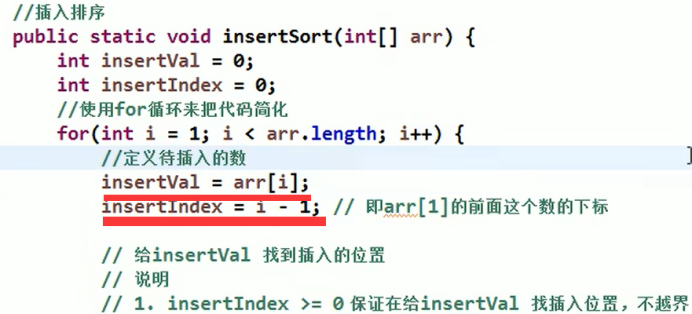 //插入排序
public static void insertSort(int[] arr) {
int insertVal = 0;
int insertIndex = 0;
//使用for循环来把代码简化
for(int i = 1; i < arr.length; i++) {
//定义待插入的数
insertVal = arr[i];
insertIndex = i - 1; // 即arr[1]的前面这个数的下标
// 给insertVal 找到插入的位置
// 说明
// 1. insertIndex >= 0 保证在给insertVal 找插入位置，不越界